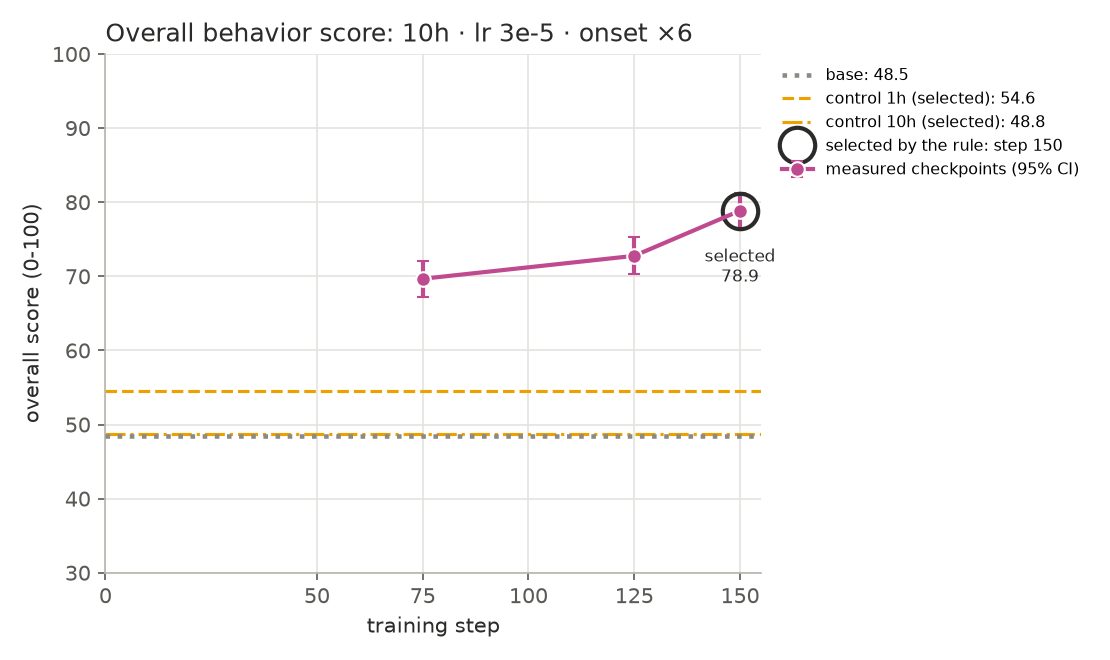 Overall behavior score: 10h · lr 3e-5 · onset ×6
overall score (0-100)
100
90
80
70
60
50
40
30
0
50
75
100
125
150
training step
selected
78.9
base: 48.5
control 1h (selected): 54.6
control 10h (selected): 48.8
selected by the rule: step 150
measured checkpoints (95% CI)